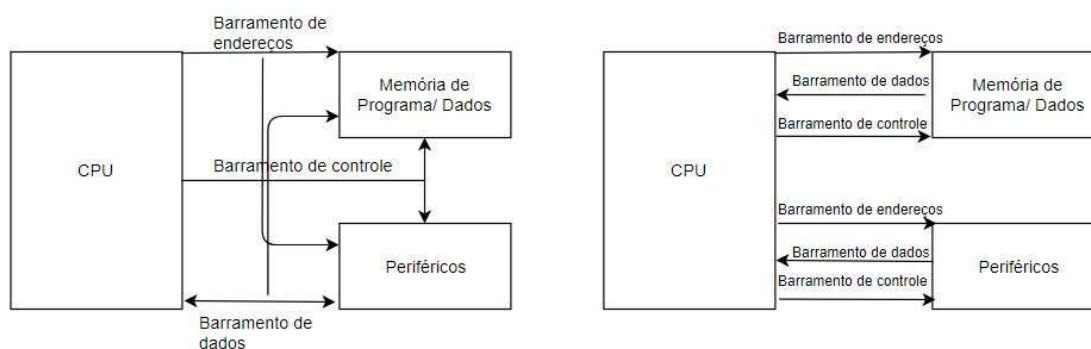 Barramento de
endereços
Memória de
Programa/ Dados
CPU
Barramento de controle
Periféricos
Barramento de
dados
Barramento de endereços
Barramento de dados
Memória de
Programa/ Dados
Barramento de controle
CPU
Barramento de endereços
Barramento de dados
Periféricos
Barramento de controle